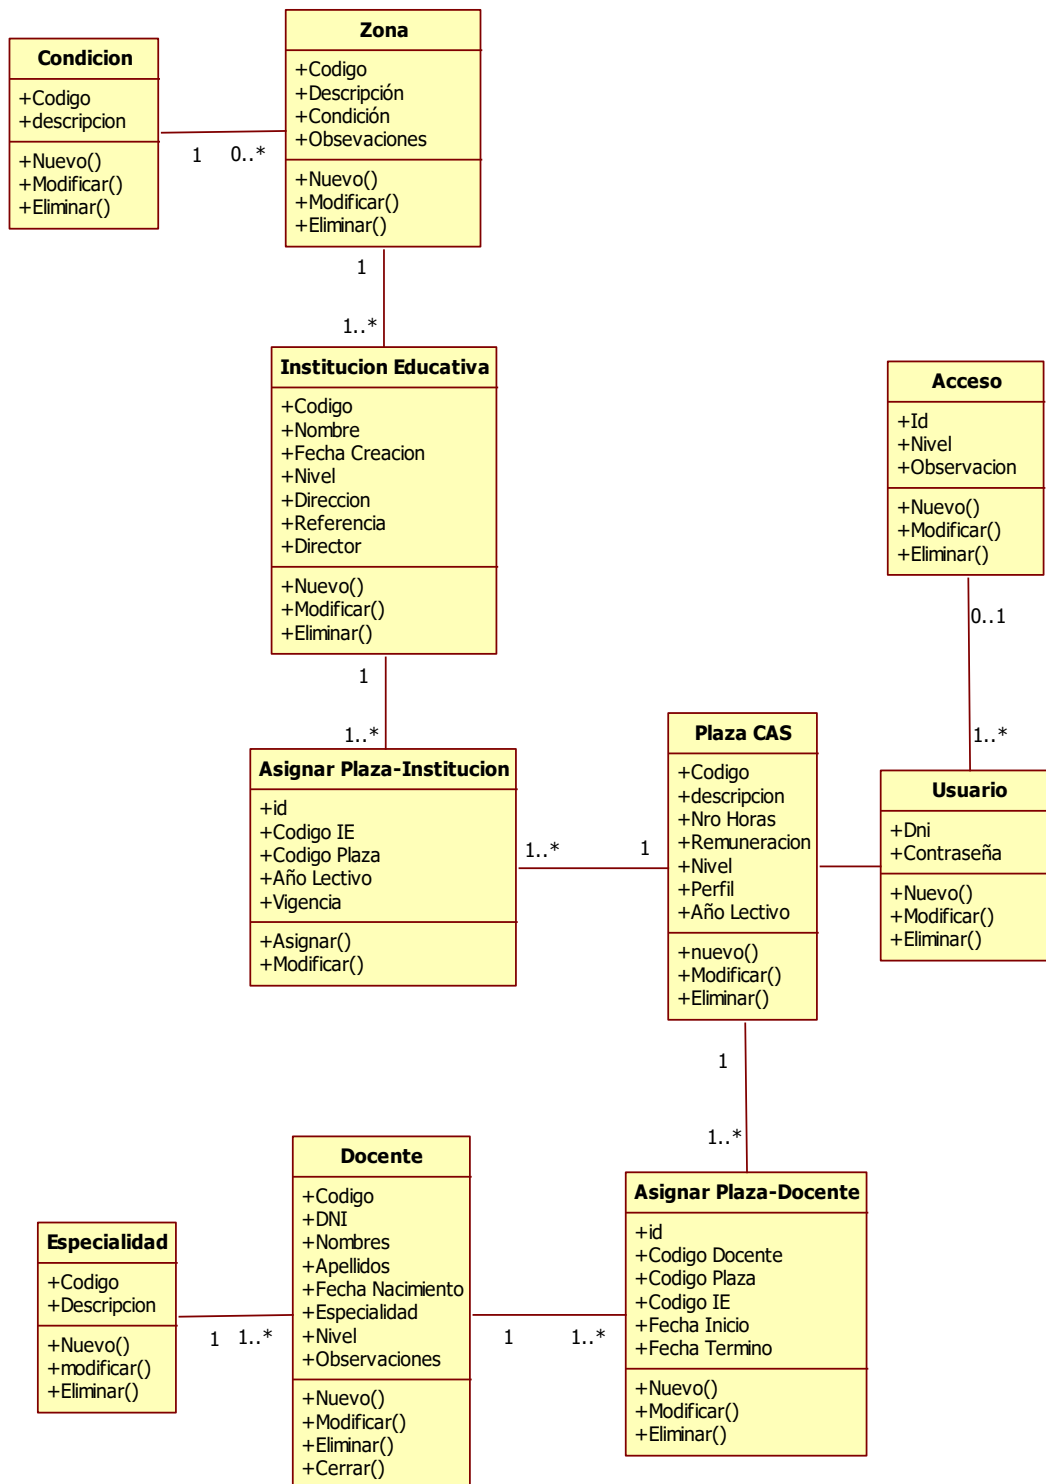 Condicion
+Codigo
+descripcion
+Nuevo()
+Modificar()
+Eliminar()
1
0..*
Zona
+Codigo
+Descripción
+Condición
+Obsevaciones
+Nuevo()
+Modificar()
+Eliminar()
1
1..*
Institucion Educativa
+Codigo
+Nombre
+Fecha Creacion
+Nivel
+Direccion
+Referencia
+Director
+Nuevo()
+Modificar()
+Eliminar()
1
1..*
Acceso
+Id
+Nivel
+Observacion
+Nuevo()
+Modificar()
+Eliminar()
0..1
1..*
Asignar Plaza-Institucion
+id
+Codigo IE
+Codigo Plaza
+Año Lectivo
+Vigencia
+Asignar()
+Modificar()
1..*
1
Plaza CAS
+Codigo
+descripcion
+Nro Horas
+Remuneracion
+Nivel
+Perfil
+Año Lectivo
+nuevo()
+Modificar()
+Eliminar()
Usuario
+Dni
+Contraseña
+Nuevo()
+Modificar()
+Eliminar()
1
1..*
Especialidad
+Codigo
+Descripcion
+Nuevo()
+modificar()
+Eliminar()
1
1..*
Docente
+Codigo
+DNI
+Nombres
+Apellidos
+Fecha Nacimiento
+Especialidad
+Nivel
+Observaciones
+Nuevo()
+Modificar()
+Eliminar()
+Cerrar()
1
1..*
Asignar Plaza-Docente
+id
+Codigo Docente
+Codigo Plaza
+Codigo IE
+Fecha Inicio
+Fecha Termino
+Nuevo()
+Modificar()
+Eliminar()